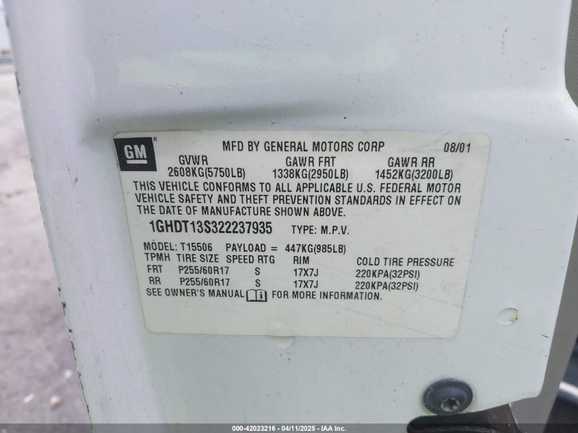 GM
MFD BY GENERAL MOTORS CORP 08/01
GVWR GAWR FRT GAWR RR
2608KG(5750LB) 1338KG(2950LB) 1452KG(3200LB)
THIS VEHICLE CONFORMS TO ALL APPLICABLE U.S. FEDERAL MOTOR
VEHICLE SAFETY AND THEFT PREVENTION STANDARDS IN EFFECT ON
THE DATE OF MANUFACTURE SHOWN ABOVE.
1GHDT13S322237935 TYPE: M.P.V.
MODEL: T15506 PAYLOAD = 447KG(985LB)
TPMH TIRE SIZE SPEED RTG RIM COLD TIRE PRESSURE
FRT P255/60R17 S 17X7J 220KPA(32PSI)
RR P255/60R17 S 17X7J 220KPA(32PSI)
SEE OWNER'S MANUAL FOR MORE INFORMATION.
000-42023216 - 04/11/2025 - IAA, Inc.